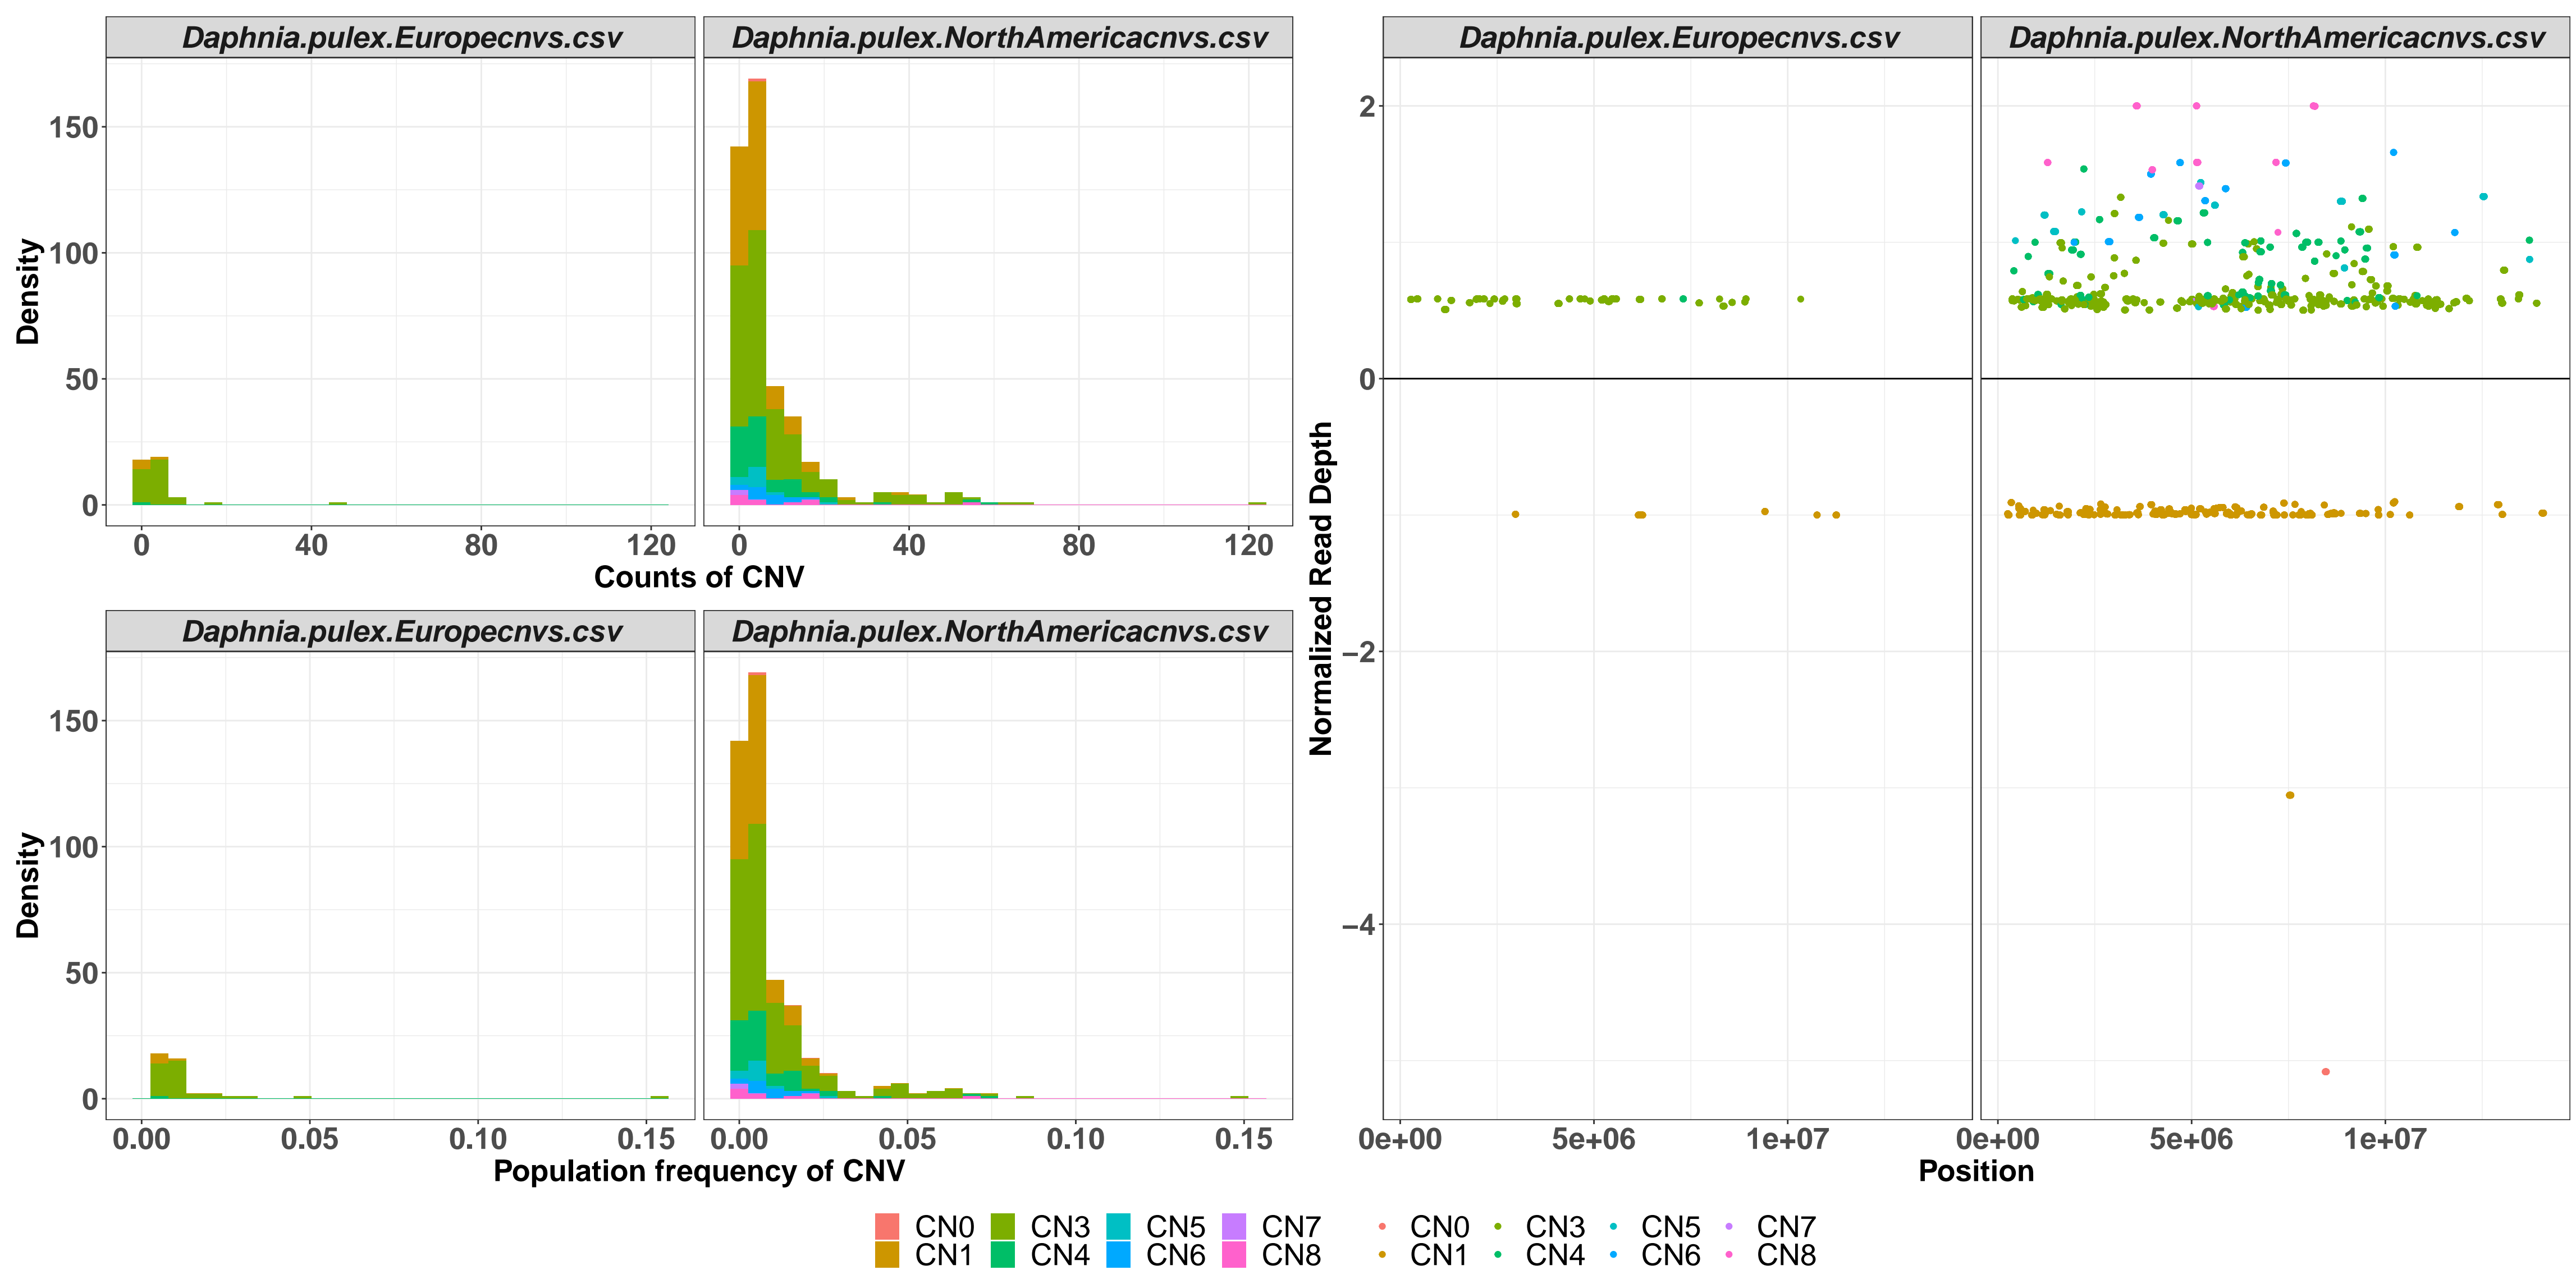 Daphnia.pulex.Europecnvs.csv
Daphnia.pulex.NorthAmericacnvs.csv
Density
150
100
50
0
0 40 80 120
0 40 80 120
Counts of CNV
Daphnia.pulex.Europecnvs.csv
Daphnia.pulex.NorthAmericacnvs.csv
Density
150
100
50
0
0.00 0.05 0.10 0.15
0.00 0.05 0.10 0.15
Population frequency of CNV
Daphnia.pulex.Europecnvs.csv
Daphnia.pulex.NorthAmericacnvs.csv
Normalized Read Depth
2
0
−2
−4
0e+00 5e+06 1e+07
0e+00 5e+06 1e+07
Position
CN0 CN3 CN5 CN7
CN1 CN4 CN6 CN8
CN0 CN3 CN5 CN7
CN1 CN4 CN6 CN8